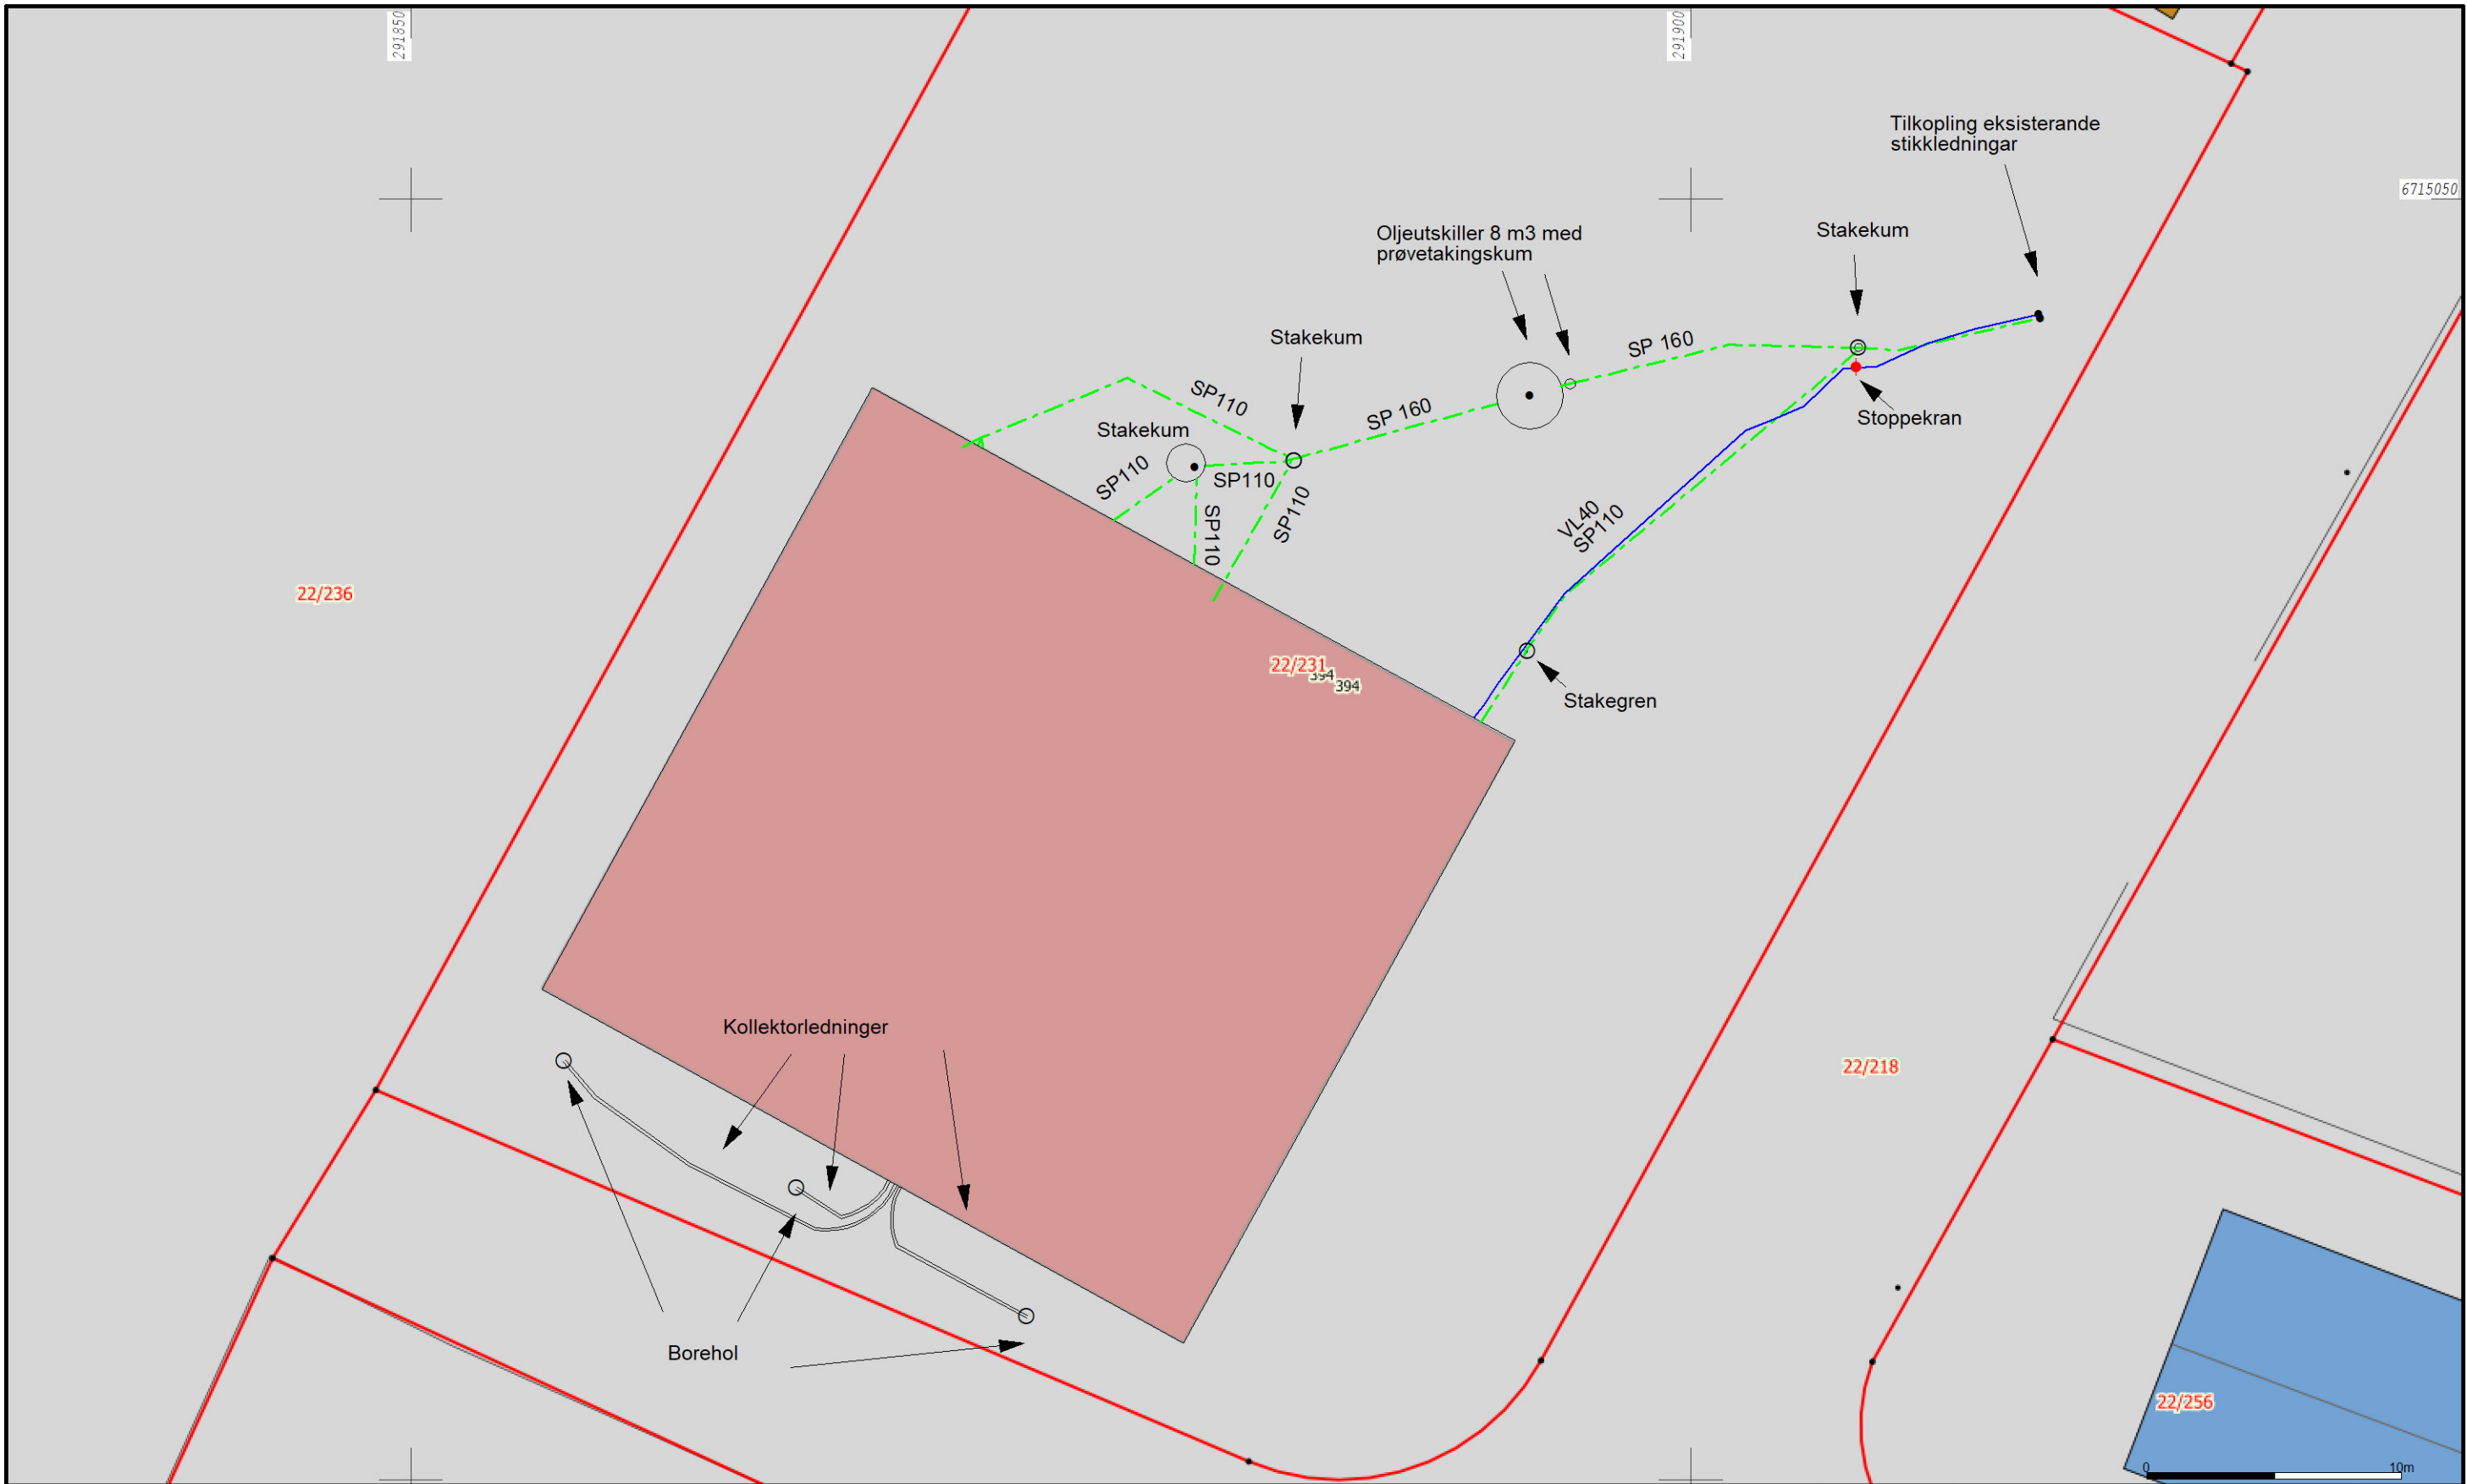 291850
291900
Tilkopling eksisterande
stikkledningar
6715050
Oljeutskiller 8 m3 med
prøvetakingskum
Stakekum
Stakekum
SP 160
SP110
SP 160
Stakekum
Stoppekran
SP110
SP110
SP110
SP110
VL40
SP110
22/236
22/231
394
394
Stakegren
Kollektorledninger
22/218
Borehol
22/256
0
10m